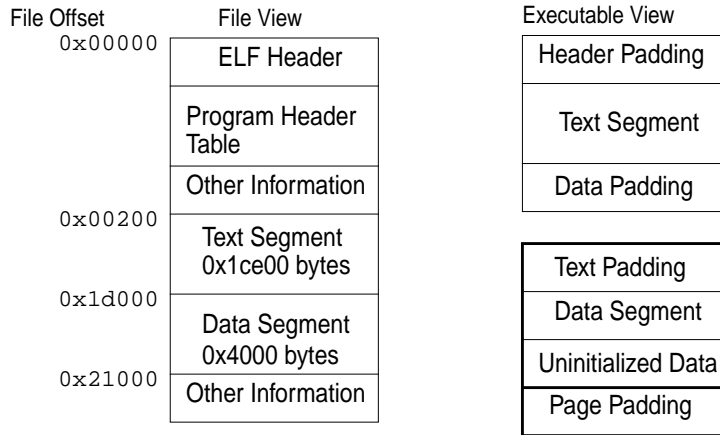 File Offset
File View
Executable View
0x00000
ELF Header
Program Header
Table
Other Information
0x00200
Text Segment
0x1ce00 bytes
0x1d000
Data Segment
0x4000 bytes
0x21000
Other Information
Header Padding
Text Segment
Data Padding
Text Padding
Data Segment
Uninitialized Data
Page Padding